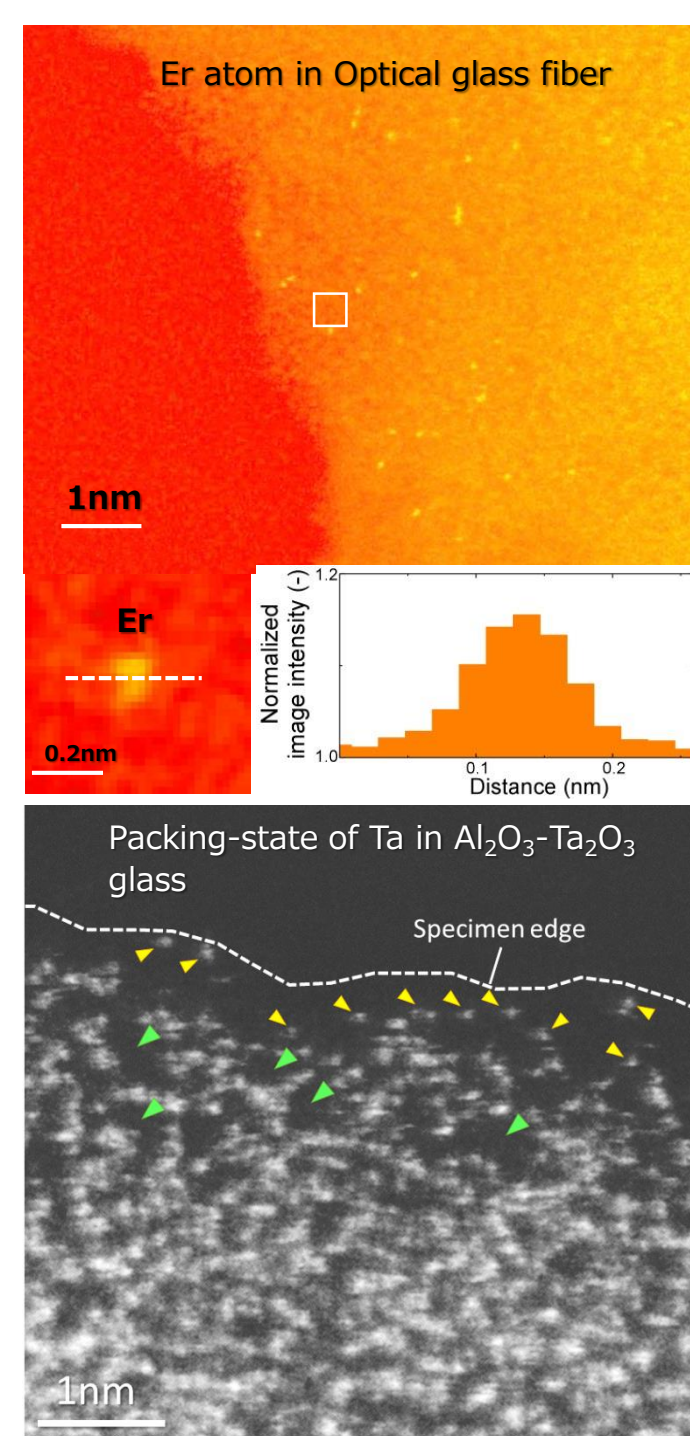 Er atom in Optical glass fiber
1nm
Er
0.2nm
Normalized
image intensity (-)
1.2
1.0
0.1
0.2
Distance (nm)
Packing-state of Ta in Al₂O₃-Ta₂O₃
glass
Specimen edge
1nm